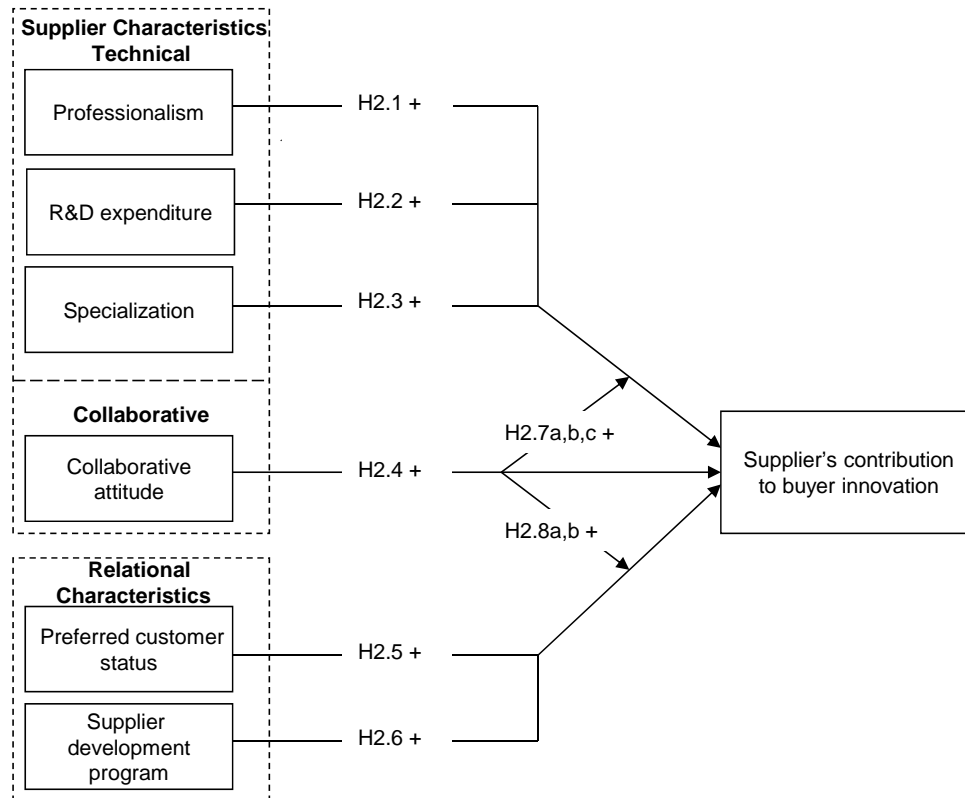 Supplier Characteristics
Technical
Professionalism
H2.1 +
R&D expenditure
H2.2 +
Specialization
H2.3 +
Collaborative
H2.7a,b,c +
Collaborative
attitude
H2.4 +
Supplier’s contribution
to buyer innovation
H2.8a,b +
Relational
Characteristics
Preferred customer
status
H2.5 +
Supplier
development
program
H2.6 +